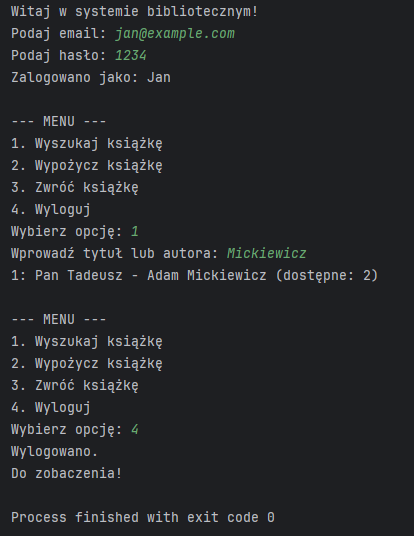 Witaj w systemie bibliotecznym!
Podaj email: jan@example.com
Podaj hasło: 1234
Zalogowano jako: Jan
--- MENU ---
1. Wyszukaj książkę
2. Wypożycz książkę
3. Zwróć książkę
4. Wyloguj
Wybierz opcję: 1
Wprowadź tytuł lub autora: Mickiewicz
1: Pan Tadeusz - Adam Mickiewicz (dostępne: 2)
--- MENU ---
1. Wyszukaj książkę
2. Wypożycz książkę
3. Zwróć książkę
4. Wyloguj
Wybierz opcję: 4
Wylogowano.
Do zobaczenia!
Process finished with exit code 0